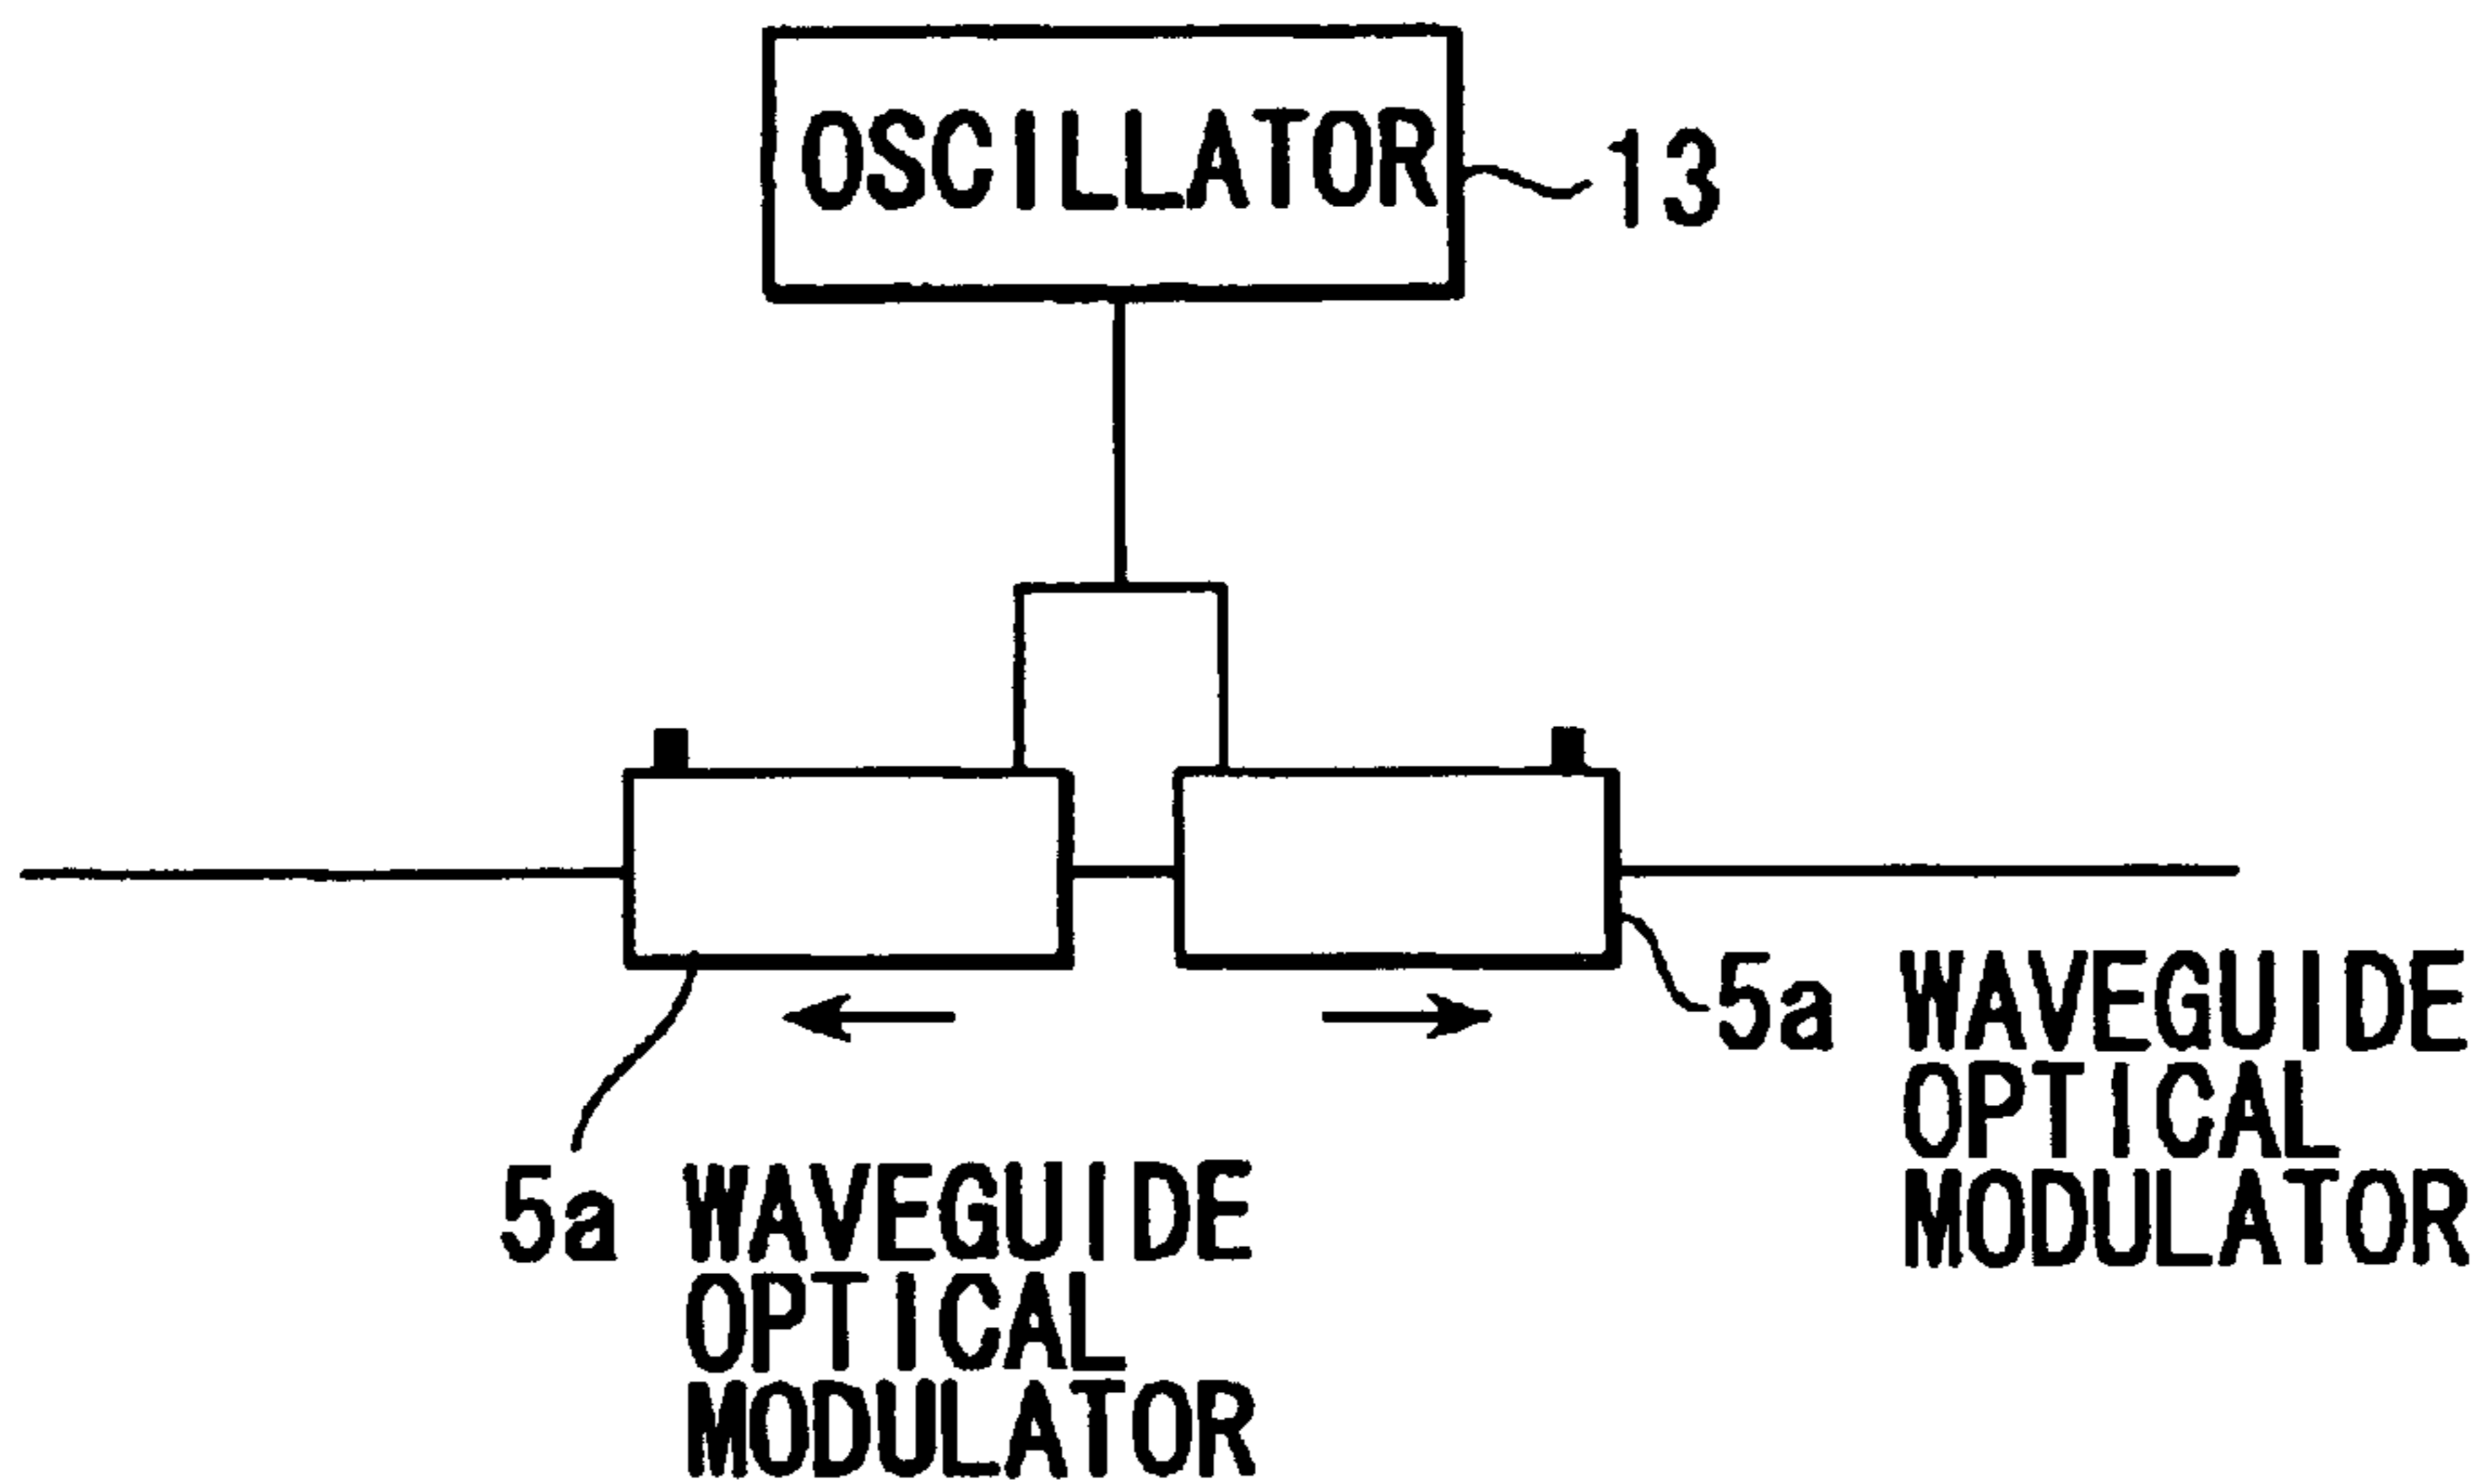 OSCILLATOR
13
5a WAVEGUIDE
OPTICAL
MODULATOR
5a WAVEGUIDE
OPTICAL
MODULATOR